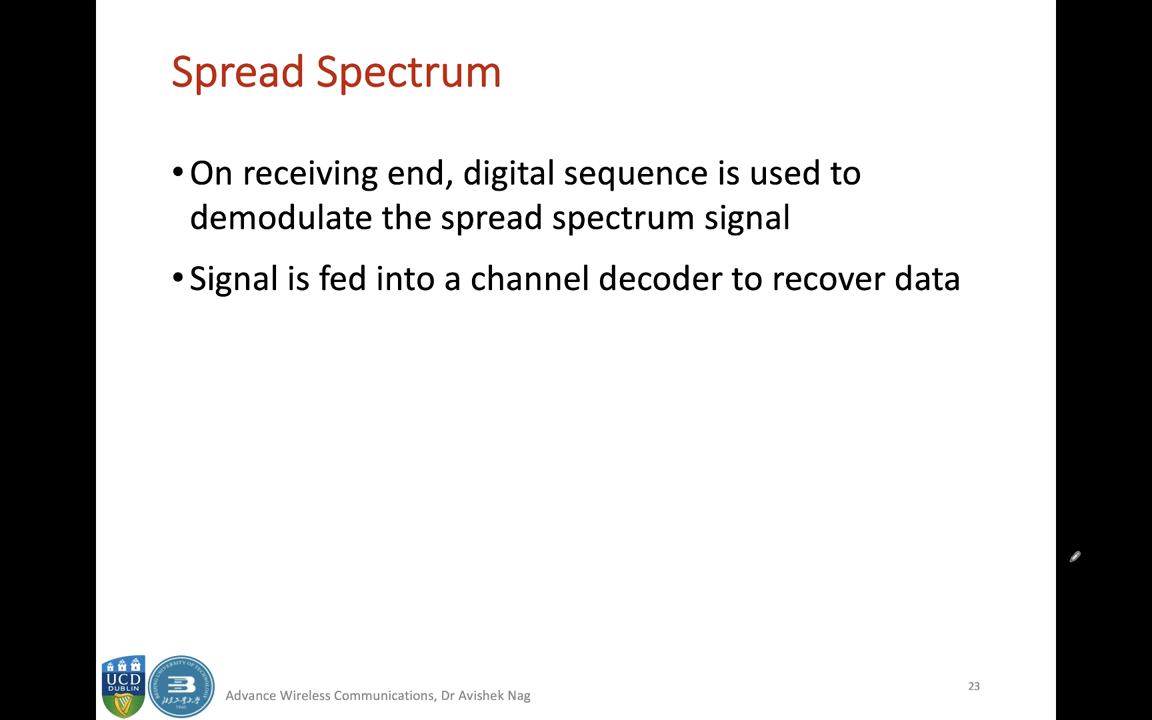 Spread Spectrum
• On receiving end, digital sequence is used to
demodulate the spread spectrum signal
• Signal is fed into a channel decoder to recover data
UCD
DUBLIN
Advance Wireless Communications, Dr Avishek Nag
23